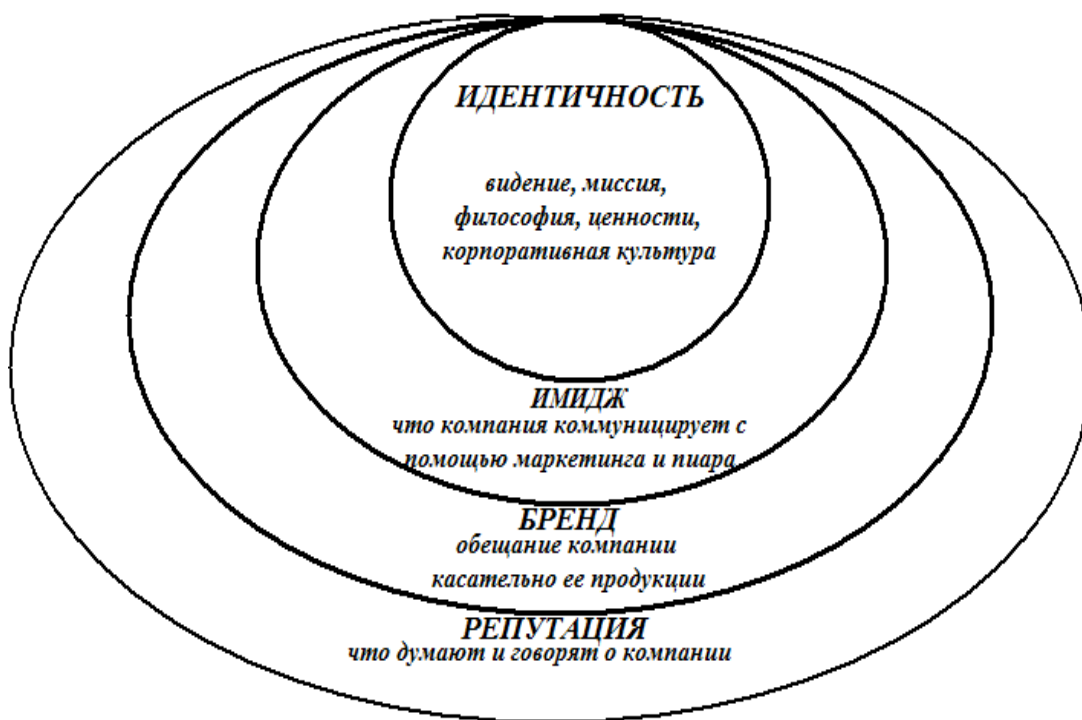 ИДЕНТИЧНОСТЬ
видение, миссия,
философия, ценности,
корпоративная культура
ИМИДЖ
что компания коммуницирует с
помощью маркетинга и пиара
БРЕНД
обещание компании
касательно ее продукции
РЕПУТАЦИЯ
что думают и говорят о компании